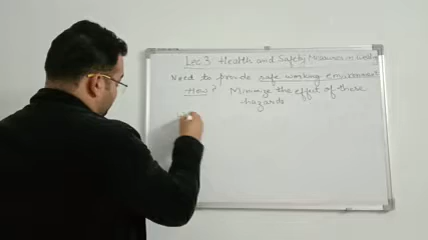 Lec 3 Health and Safety Measures in Welding
Need to provide safe working environment
How? Minimize the effect of these
hazards